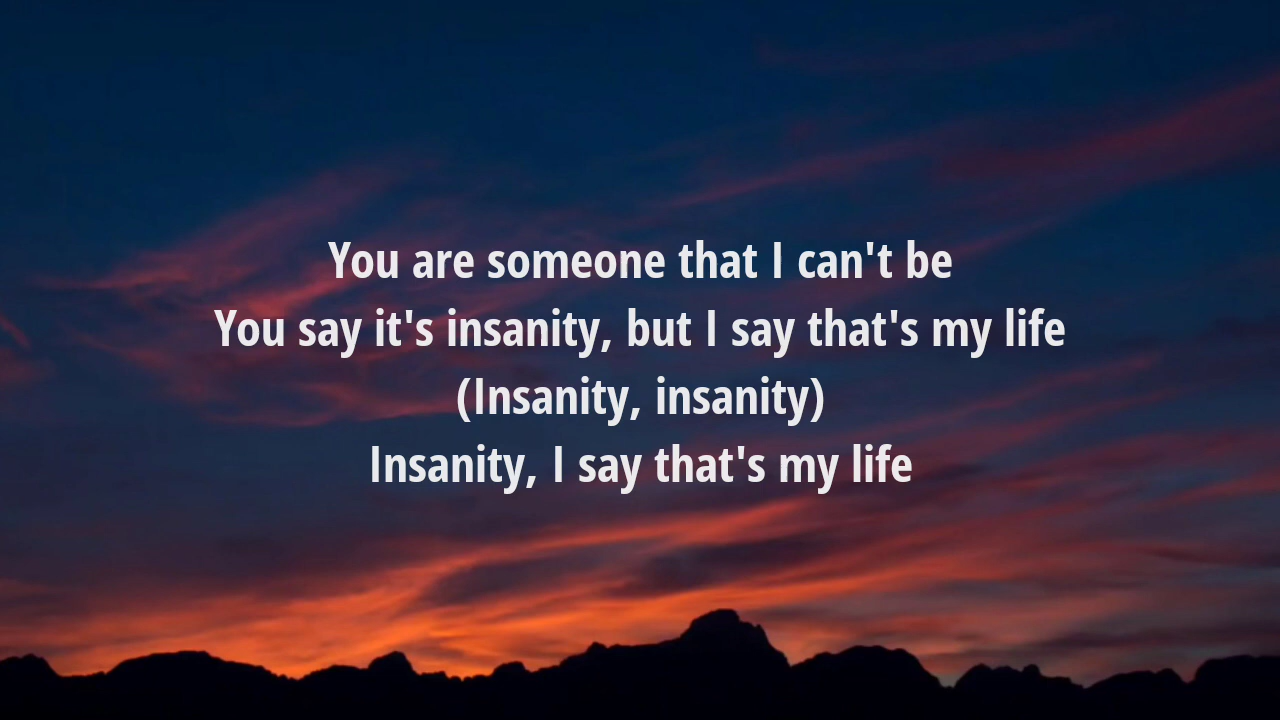 You are someone that I can't be
You say it's insanity, but I say that's my life
(Insanity, insanity)
Insanity, I say that's my life